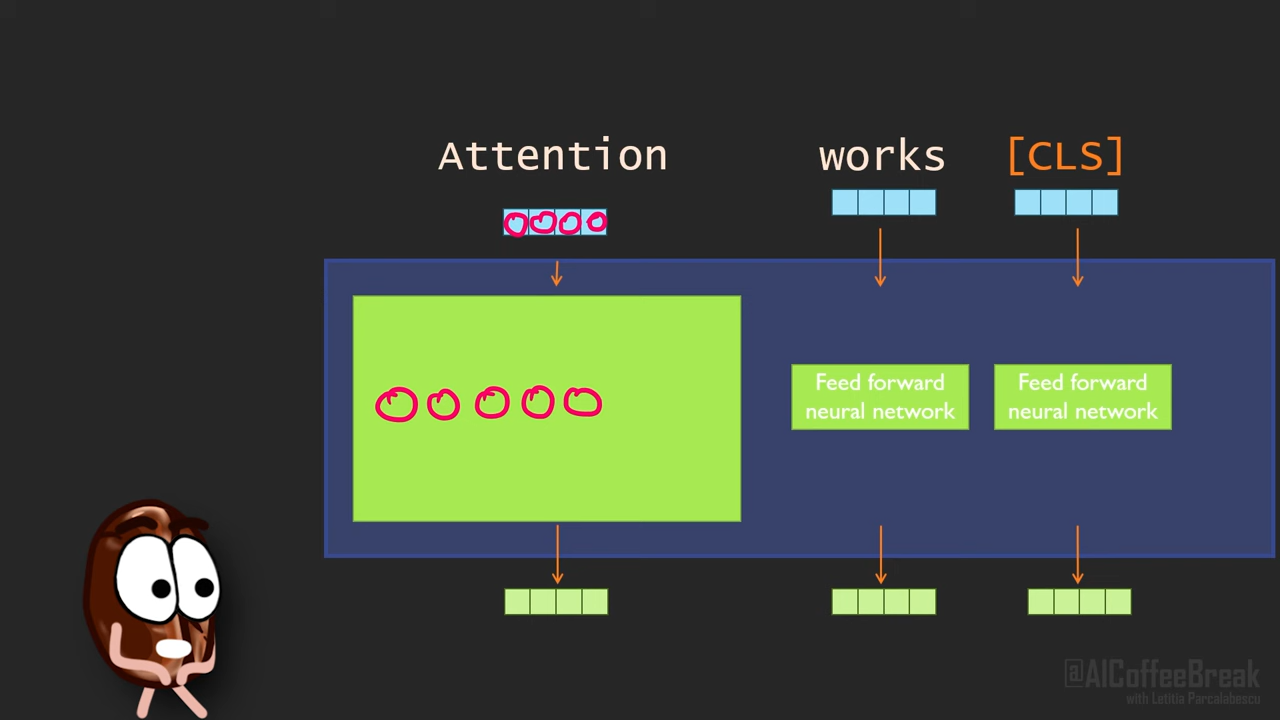 Attention works [CLS]
Feed forward
neural network
Feed forward
neural network
@AICoffeeBreak
with Letitia Parcalabescu